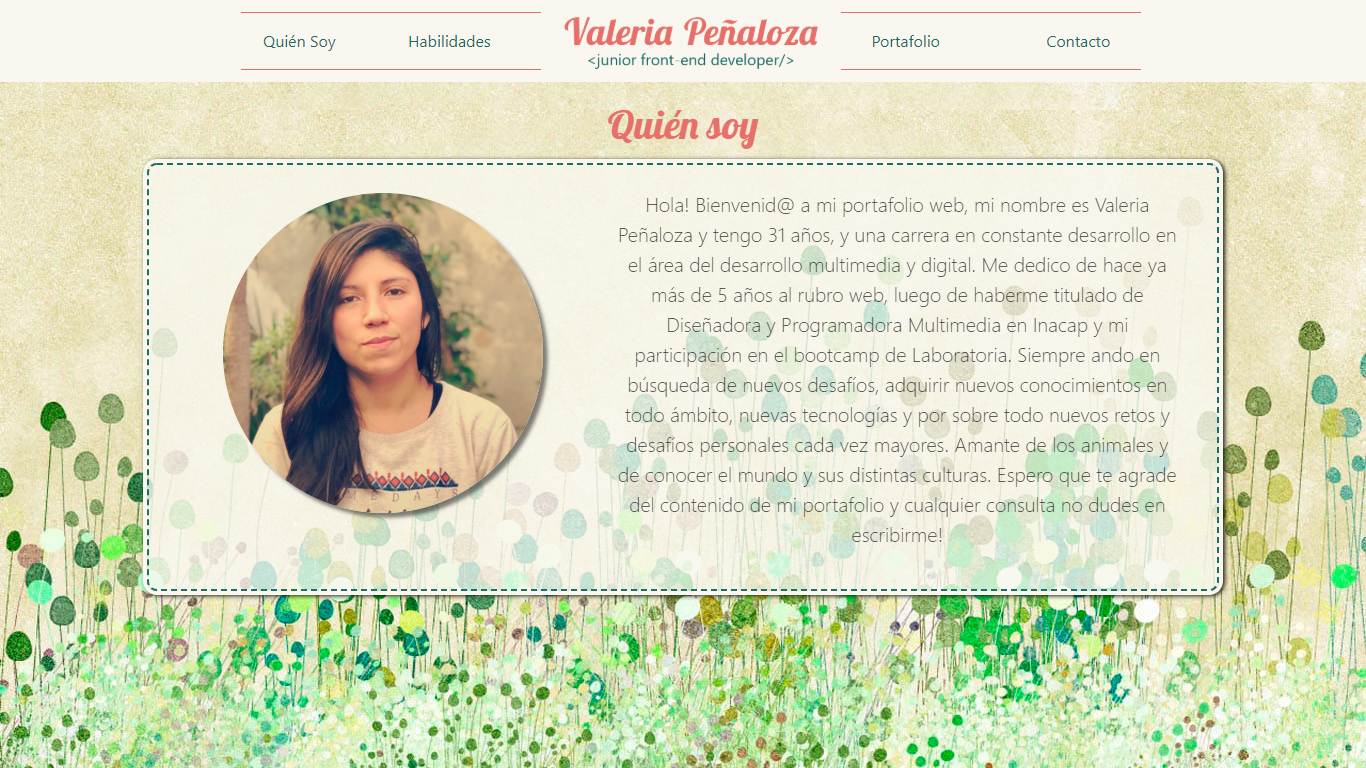 Quién Soy
Habilidades
Valeria Peñaloza
<junior front-end developer/>
Portafolio
Contacto
Quién soy
Hola! Bienvenid@ a mi portafolio web, mi nombre es Valeria
Peñaloza y tengo 31 años, y una carrera en constante desarrollo en
el área del desarrollo multimedia y digital. Me dedico de hace ya
más de 5 años al rubro web, luego de haberme titulado de
Diseñadora y Programadora Multimedia en Inacap y mi
participación en el bootcamp de Laboratoria. Siempre ando en
búsqueda de nuevos desafíos, adquirir nuevos conocimientos en
todo ámbito, nuevas tecnologías y por sobre todo nuevos retos y
desafíos personales cada vez mayores. Amante de los animales y
de conocer el mundo y sus distintas culturas. Espero que te agrade
del contenido de mi portafolio y cualquier consulta no dudes en
escribirme!